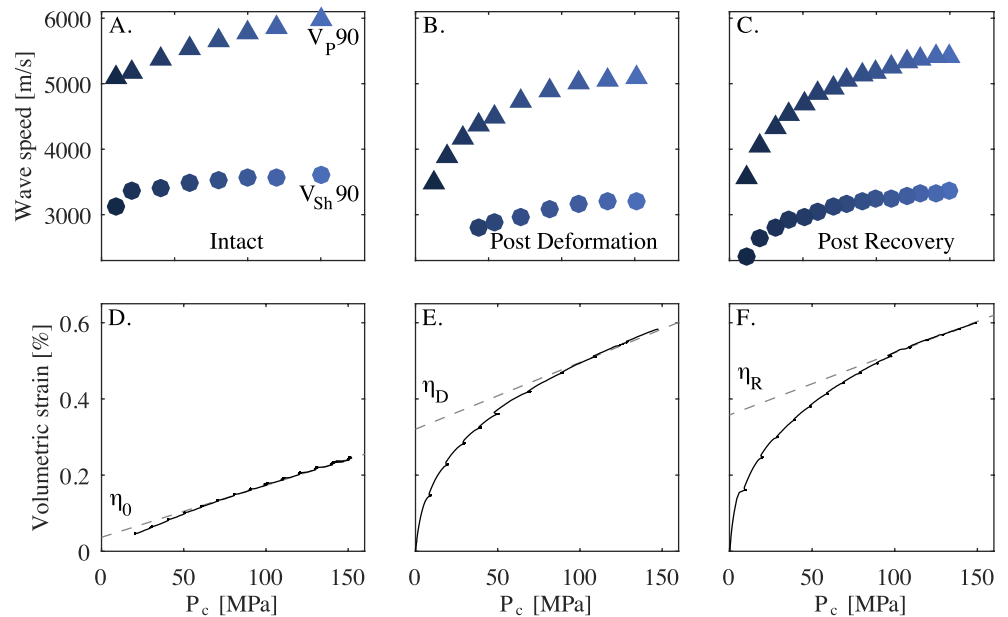 A.
B.
C.
6000
5000
4000
3000
Wave speed [m/s]
V_P90
V_Sh90
Intact
Post Deformation
Post Recovery
D.
E.
F.
0.6
0.4
0.2
0
Volumetric strain [%]
η_0
η_D
η_R
0 50 100 150
0 50 100 150
0 50 100 150
P_c [MPa]
P_c [MPa]
P_c [MPa]